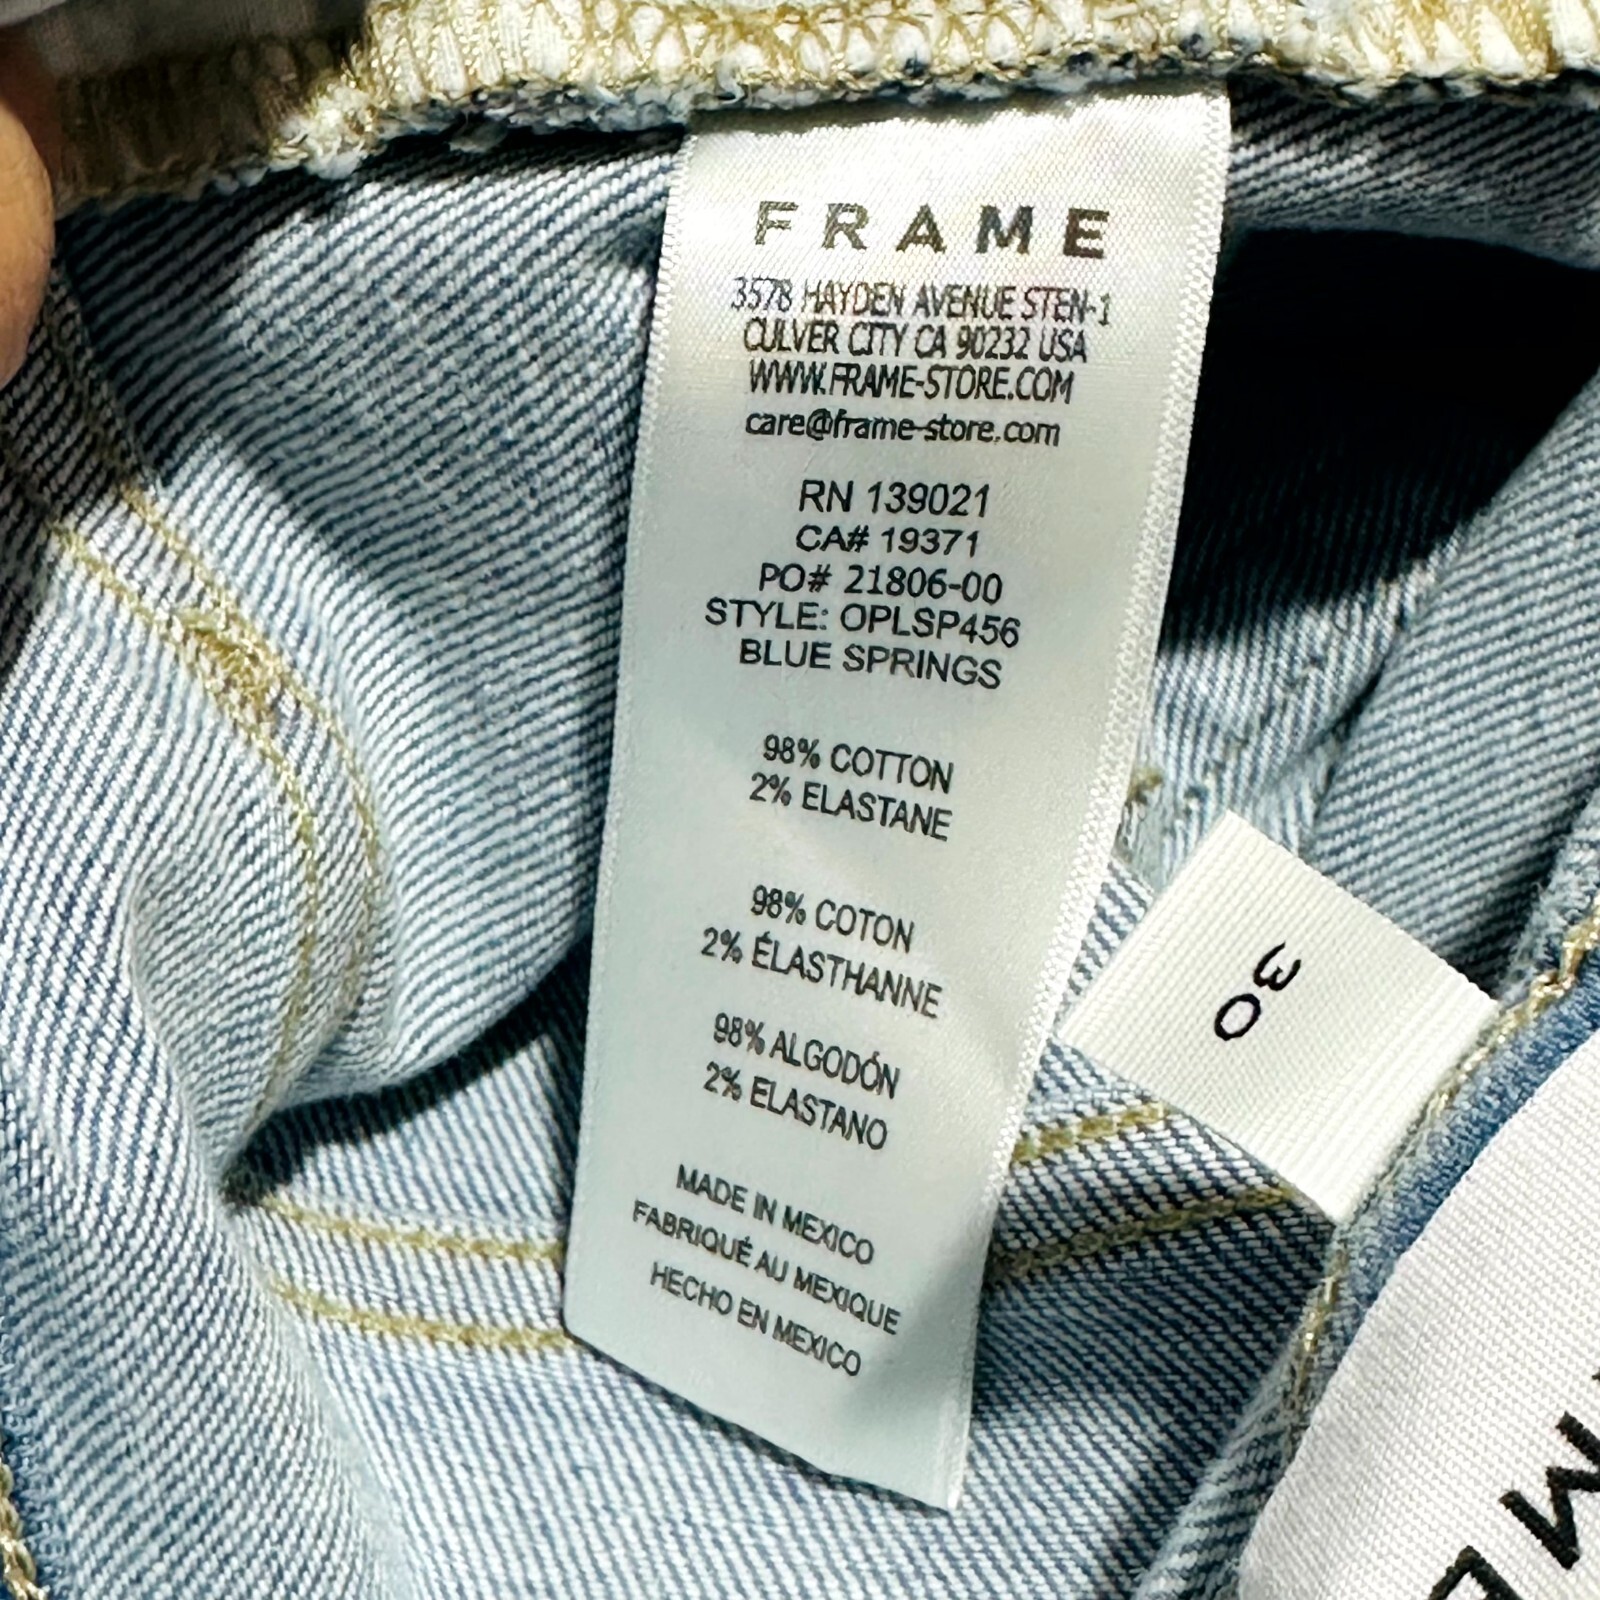 FRAME
3578 HAYDEN AVENUE STEN-1
CULVER CITY CA 90232 USA
WWW.FRAME-STORE.COM
care@frame-store.com
RN 139021
CA# 19371
PO# 21806-00
STYLE: OPLSP456
BLUE SPRINGS
98% COTTON
2% ELASTANE
98% COTON
2% ÉLASTHANNE
98% ALGODÓN
2% ELASTANO
MADE IN MEXICO
FABRIQUÉ AU MEXIQUE
HECHO EN MEXICO
30